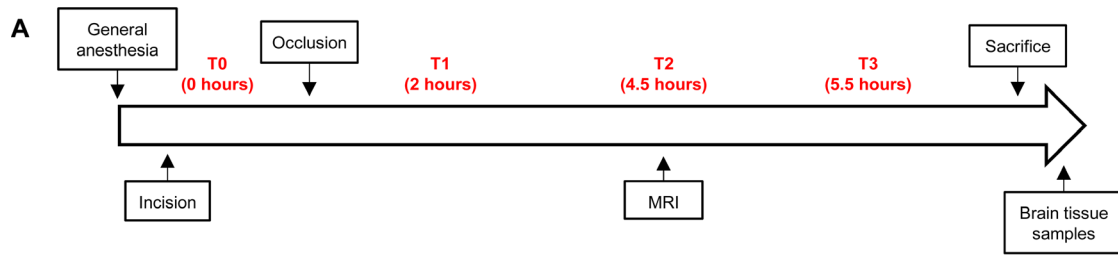 A
General
anesthesia
Occlusion
Sacrifice
T0
(0 hours)
T1
(2 hours)
T2
(4.5 hours)
T3
(5.5 hours)
Incision
MRI
Brain tissue
samples